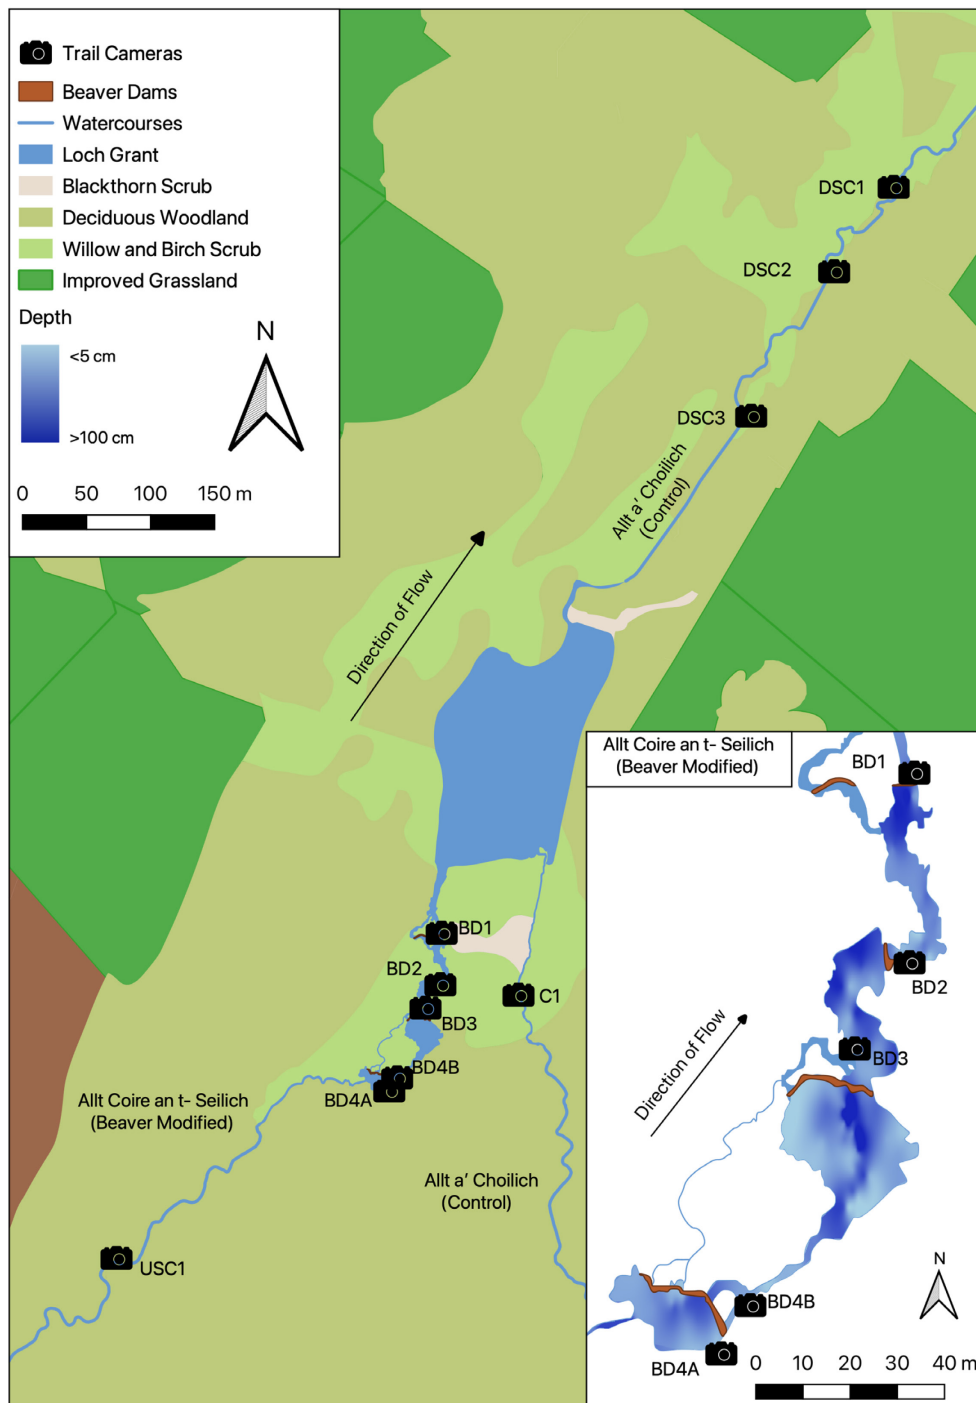 Trail Cameras
Beaver Dams
Watercourses
Loch Grant
Blackthorn Scrub
Deciduous Woodland
Willow and Birch Scrub
Improved Grassland
Depth
<5 cm
>100 cm
N
0 50 100 150 m
DSC1
DSC2
DSC3
Allt a' Choilich
(Control)
Direction of Flow
BD1
BD2
C1
BD3
BD4B
BD4A
Allt Coire an t- Seilich
(Beaver Modified)
Allt a' Choilich
(Control)
USC1
Allt Coire an t- Seilich
(Beaver Modified)
BD1
BD2
Direction of Flow
BD3
N
BD4B
BD4A
0 10 20 30 40 m